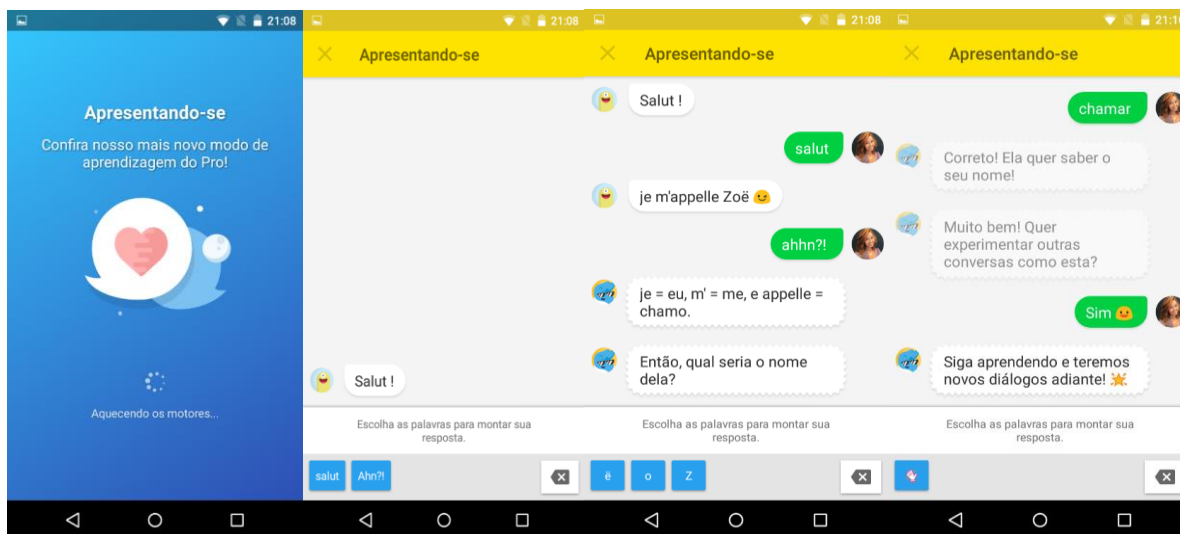 21:08
Apresentando-se
Confira nosso mais novo modo de
aprendizagem do Pro!
Aquecendo os motores...
21:08
Apresentando-se
Salut !
Escolha as palavras para montar sua
resposta.
salut
Ahn?!
21:08
Apresentando-se
Salut !
salut
je m'appelle Zoë 😉
ahhn?!
je = eu, m' = me, e appelle =
chamo.
Então, qual seria o nome
dela?
Escolha as palavras para montar sua
resposta.
ë
o
Z
Apresentando-se
chamar
Correto! Ela quer saber o
seu nome!
Muito bem! Quer
experimentar outras
conversas como esta?
Sim 🙂
Siga aprendendo e teremos
novos diálogos adiante! 🌟
Escolha as palavras para montar sua
resposta.